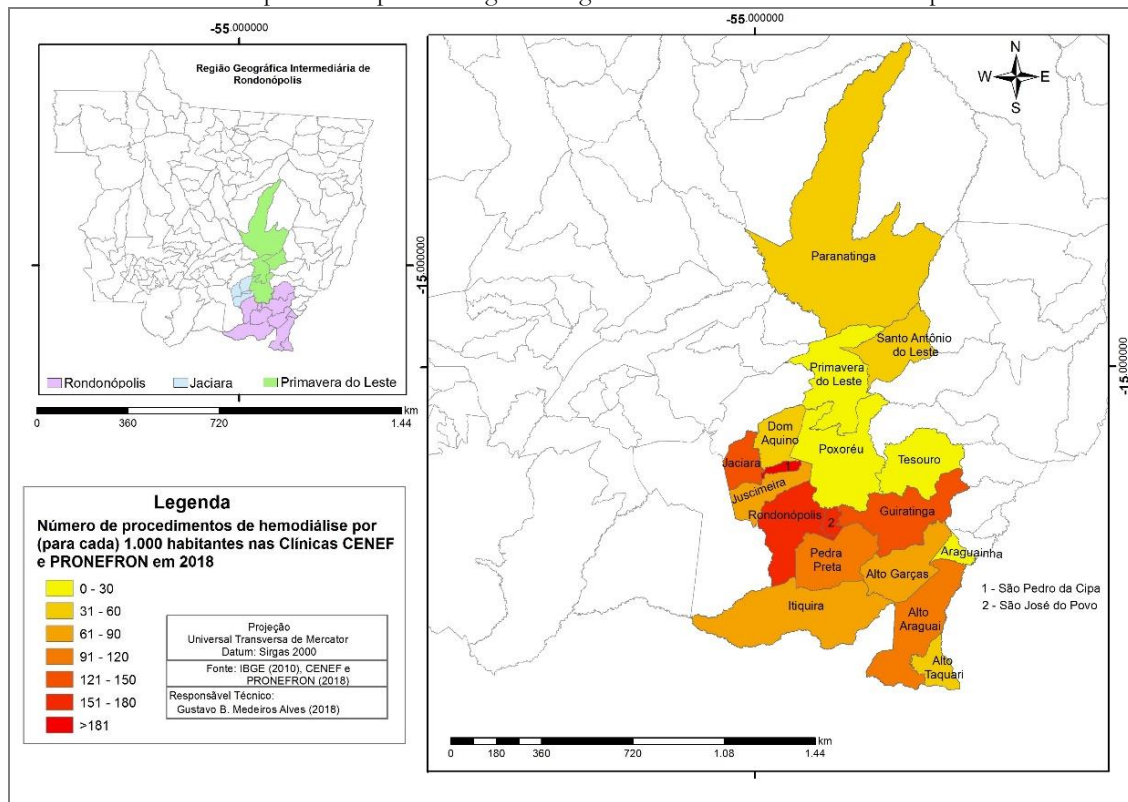 -55.000000
Região Geográfica Intermediária de
Rondonópolis
-15.000000
Rondonópolis
Jaciara
Primavera do Leste
km
0 360 720 1.44
Legenda
Número de procedimentos de hemodiálise por
(para cada) 1.000 habitantes nas Clínicas CENEF
e PRONEFRON em 2018
0 - 30
31 - 60
61 - 90
91 - 120
121 - 150
151 - 180
>181
Projeção
Universal Transversa de Mercator
Datum: Sirgas 2000
Fonte: IBGE (2010), CENEF e
PRONEFRON (2018)
Responsável Técnico:
Gustavo B. Medeiros Alves (2018)
-55.000000
N
W E
S
Paranatinga
Santo Antônio
do Leste
-15.000000
Primavera
do Leste
Dom
Aquino
Poxoréu
Tesouro
Jaciara
1
Juscimeira
Rondonópolis
2
Guiratinga
Araguainha
Pedra
Preta
Alto Garças
1 - São Pedro da Cipa
2 - São José do Povo
Itiquira
Alto
Araguai
Alto
Taquari
km
0 180 360 720 1.08 1.44